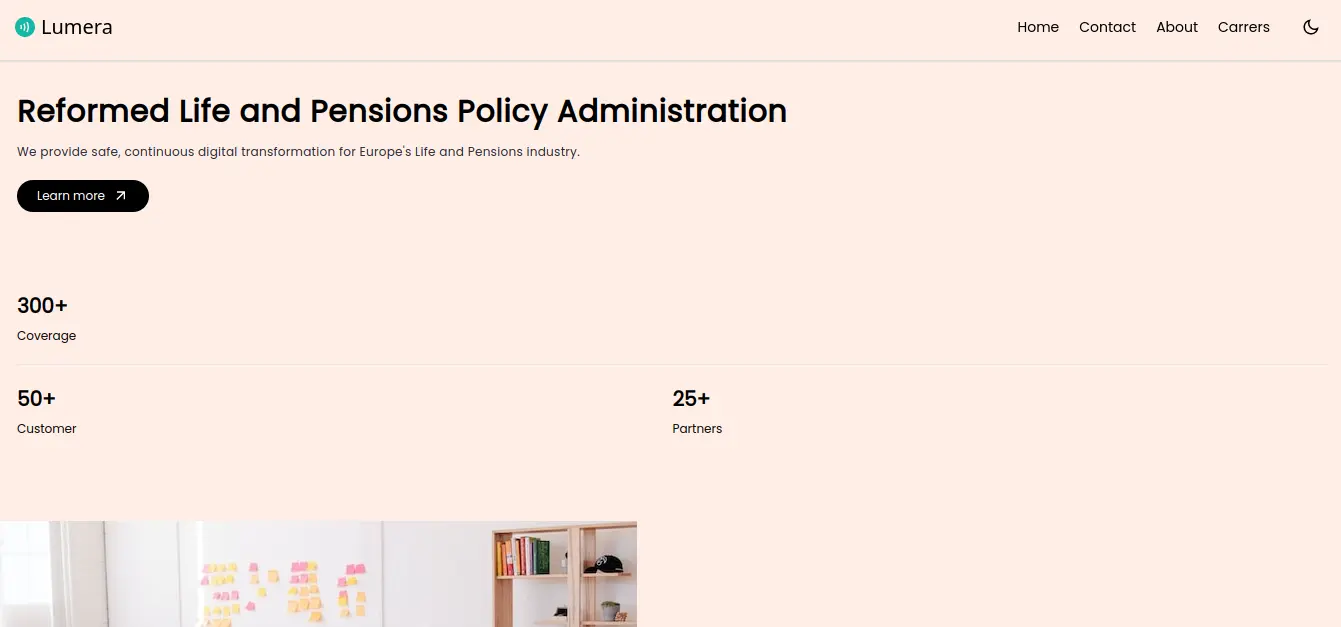 Lumera
Home Contact About Carrers
Reformed Life and Pensions Policy Administration
We provide safe, continuous digital transformation for Europe's Life and Pensions industry.
Learn more
300+
Coverage
50+
Customer
25+
Partners